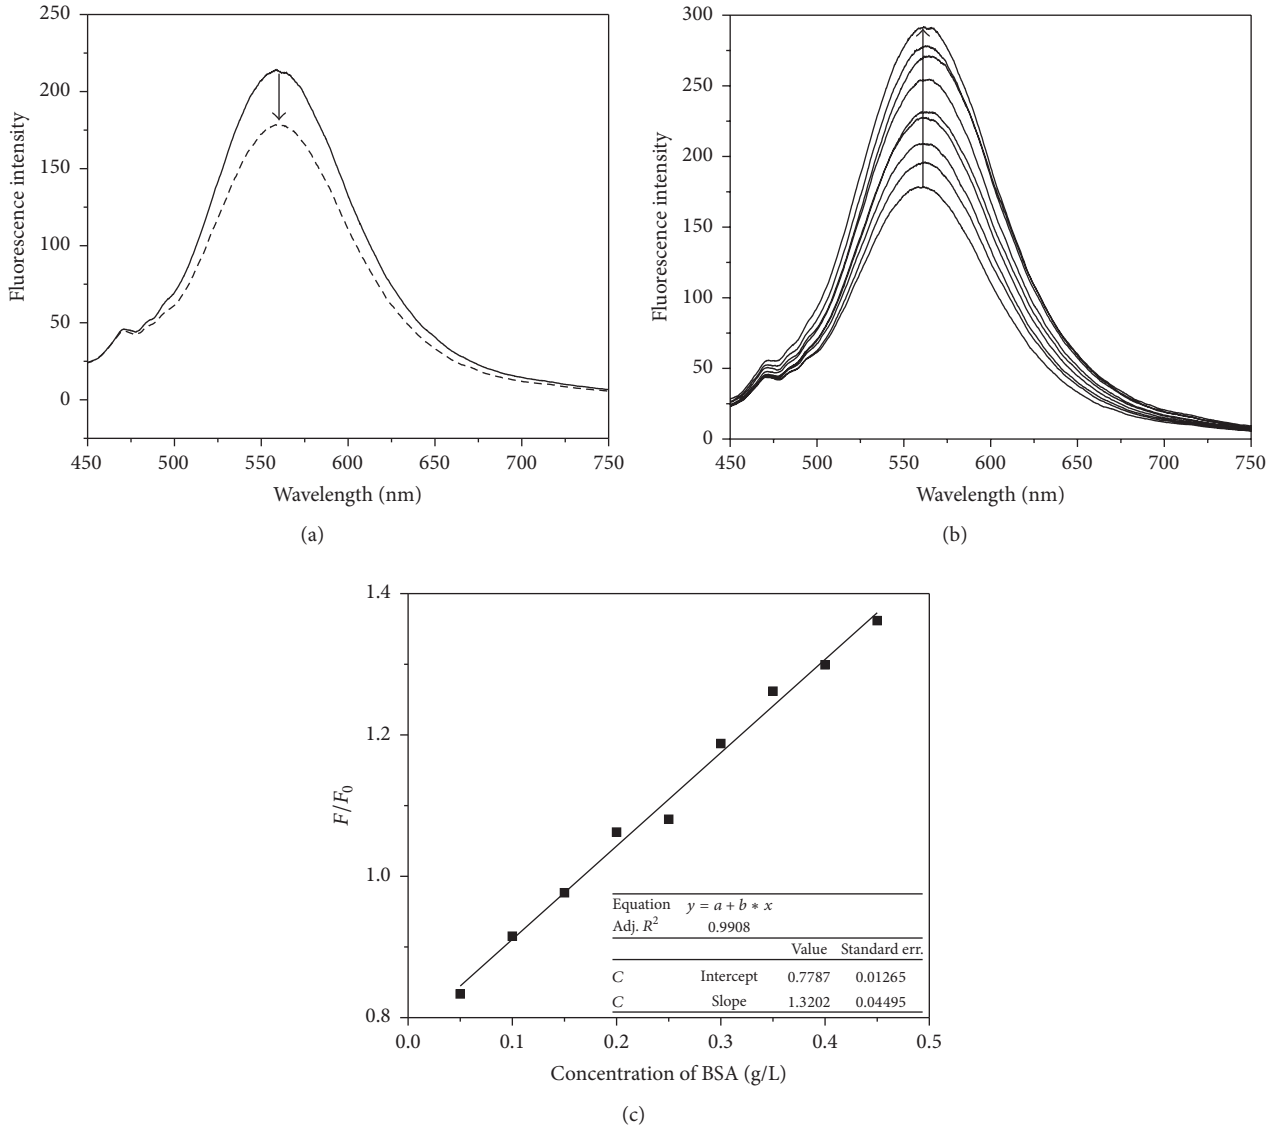 250
200
150
100
50
0
Fluorescence intensity
450 500 550 600 650 700 750
Wavelength (nm)
(a)
300
250
200
150
100
50
0
Fluorescence intensity
450 500 550 600 650 700 750
Wavelength (nm)
(b)
1.4
1.2
1.0
0.8
F/F0
Equation y = a + b ∗ x
Adj. R² 0.9908
Value Standard err.
C Intercept 0.7787 0.01265
C Slope 1.3202 0.04495
0.0 0.1 0.2 0.3 0.4 0.5
Concentration of BSA (g/L)
(c)